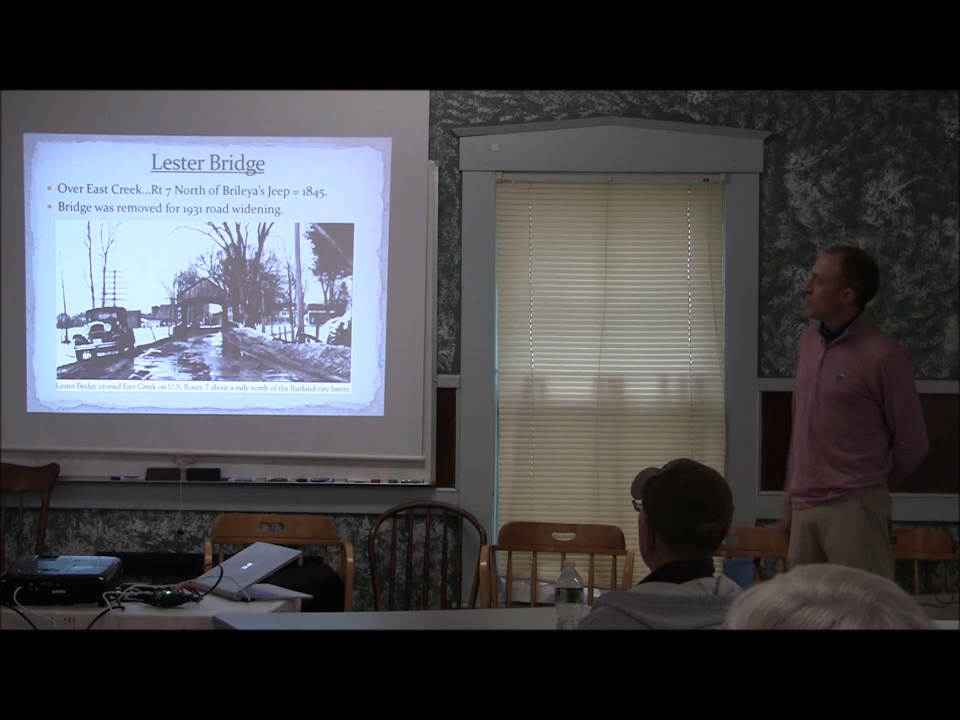 Lester Bridge
Over East Creek...Rt 7 North of Brileya's Jeep = 1845.
Bridge was removed for 1931 road widening.
Lester Bridge crossed East Creek on U.S. Route 7 about a mile north of the Rutland city limits.